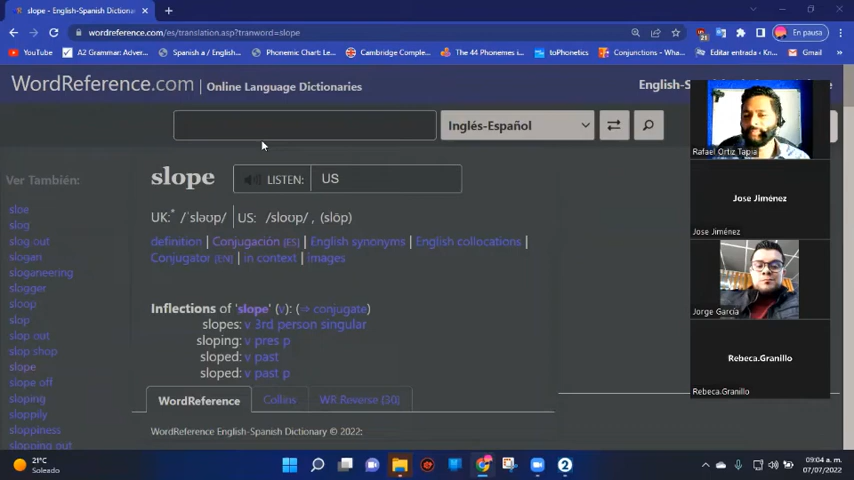 slope - English-Spanish Dictionar
wordreference.com/es/translation.asp?tranword=slope
En pausa
YouTube
A2 Grammar: Adver...
Spanish a / English...
Phonemic Chart: Le...
Cambridge Comple...
The 44 Phonemes i...
toPhonetics
Conjunctions - Wha...
Editar entrada ‹ Kn...
Gmail
WordReference.com | Online Language Dictionaries
English-S
Inglés-Español
slope
LISTEN:
US
UK:* /ˈsləʊp/ US: /sloʊp/ , (slōp)
definition | Conjugación [ES] | English synonyms | English collocations |
Conjugator [EN] | in context | images
Inflections of 'slope' (v): (⇒ conjugate)
slopes: v 3rd person singular
sloping: v pres p
sloped: v past
sloped: v past p
WordReference
Collins
WR Reverse (30)
WordReference English-Spanish Dictionary © 2022:
Ver También:
sloe
slog
slog out
slogan
sloganeering
slogger
sloop
slop
slop out
slop shop
slope
slope off
sloping
sloppily
sloppiness
slopping out
Rafael Ortiz Tapia
Jose Jiménez
Jose Jiménez
Jorge García
Rebeca.Granillo
Rebeca.Granillo
21°C
Soleado
09:04 a. m.
07/07/2022